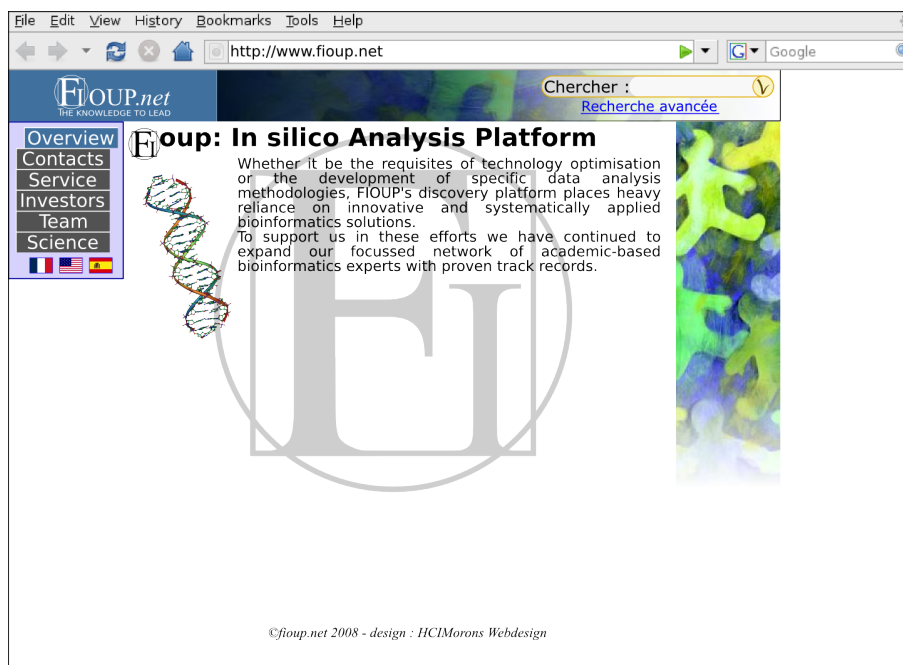 File Edit View History Bookmarks Tools Help
http://www.fioup.net
G Google
FIOUP.net
THE KNOWLEDGE TO LEAD
Chercher :
Recherche avancée
Overview
Contacts
Service
Investors
Team
Science
Fioup: In silico Analysis Platform
Whether it be the requisites of technology optimisation
or the development of specific data analysis
methodologies, FIOUP's discovery platform places heavy
reliance on innovative and systematically applied
bioinformatics solutions.
To support us in these efforts we have continued to
expand our focussed network of academic-based
bioinformatics experts with proven track records.
FI
©fioup.net 2008 - design : HCIMorons Webdesign